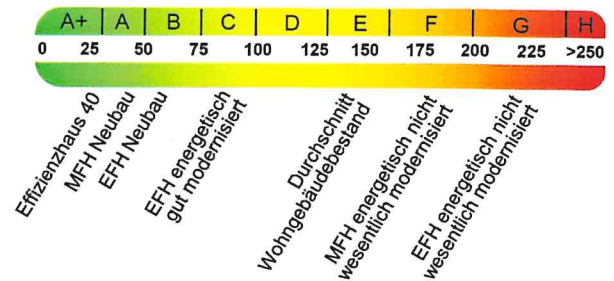 A+ A B C D E F G H
0 25 50 75 100 125 150 175 200 225 >250
Effizienzhaus 40
MFH Neubau
EFH Neubau
EFH energetisch
gut modernisiert
Durchschnitt
Wohngebäudebestand
MFH energetisch nicht
wesentlich modernisiert
EFH energetisch nicht
wesentlich modernisiert